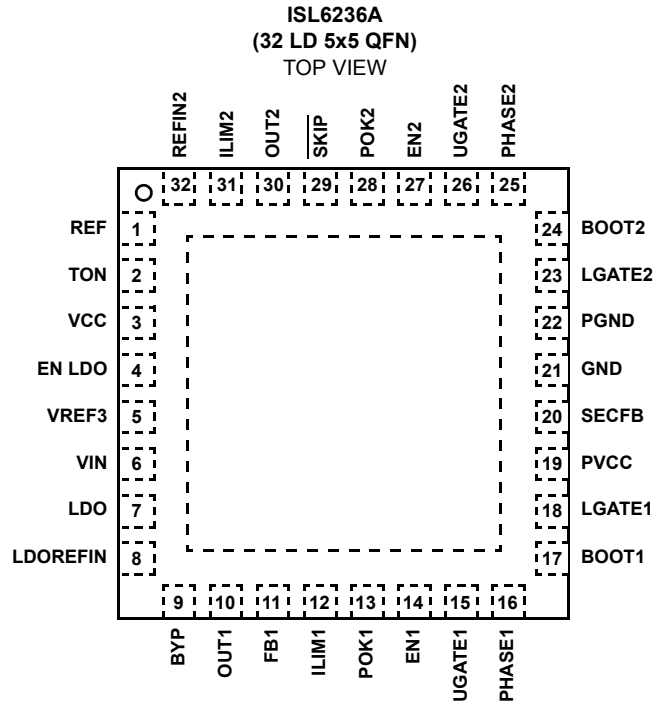 ISL6236A
(32 LD 5x5 QFN)
TOP VIEW
REFIN2
ILIM2
OUT2
SKIP
POK2
EN2
UGATE2
PHASE2
32 31 30 29 28 27 26 25
REF 1
TON 2
VCC 3
EN LDO 4
VREF3 5
VIN 6
LDO 7
LDOREFIN 8
24 BOOT2
23 LGATE2
22 PGND
21 GND
20 SECFB
19 PVCC
18 LGATE1
17 BOOT1
9 10 11 12 13 14 15 16
BYP
OUT1
FB1
ILIM1
POK1
EN1
UGATE1
PHASE1